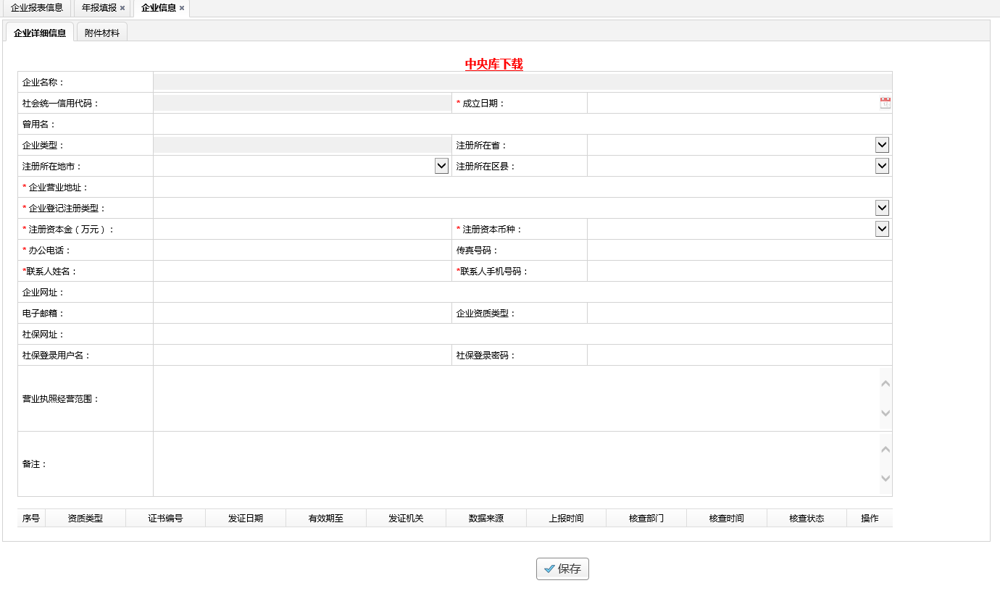 企业报表信息 年报填报 × 企业信息 ×
企业详细信息 附件材料
中央库下载
企业名称：
社会统一信用代码： * 成立日期：
曾用名：
企业类型： 注册所在省：
注册所在地市： 注册所在区县：
* 企业营业地址：
* 企业登记注册类型：
* 注册资本金（万元）： * 注册资本币种：
* 办公电话： 传真号码：
*联系人姓名： *联系人手机号码：
企业网址：
电子邮箱： 企业资质类型：
社保网址：
社保登录用户名： 社保登录密码：
营业执照经营范围：
备注：
序号 资质类型 证书编号 发证日期 有效期至 发证机关 数据来源 上报时间 核查部门 核查时间 核查状态 操作
保存